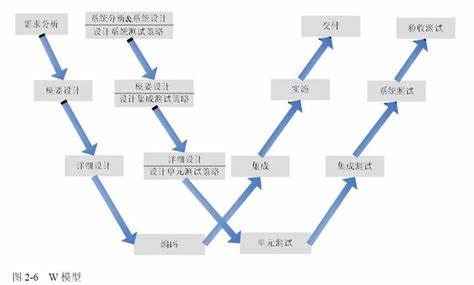 需求分析
系统分析&系统设计
设计系统测试策略
交付
验收测试
概要设计
概要设计
设计集成测试策略
实施
系统测试
详细设计
详细设计
设计单元测试策略
集成
集成测试
编码
单元测试
图 2-6 W 模型